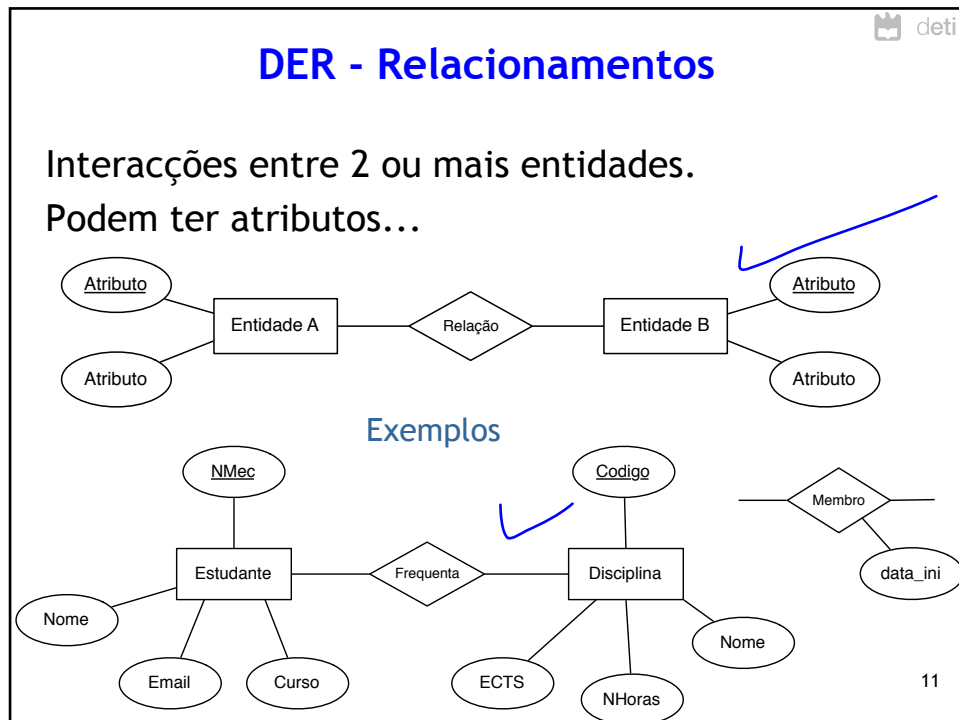 deti
DER - Relacionamentos
Interacções entre 2 ou mais entidades.
Podem ter atributos...
Atributo
Atributo
Entidade A
Relação
Entidade B
Atributo
Atributo
Exemplos
NMec
Codigo
Membro
Estudante
Frequenta
Disciplina
data_ini
Nome
Nome
Email
Curso
ECTS
NHoras
11